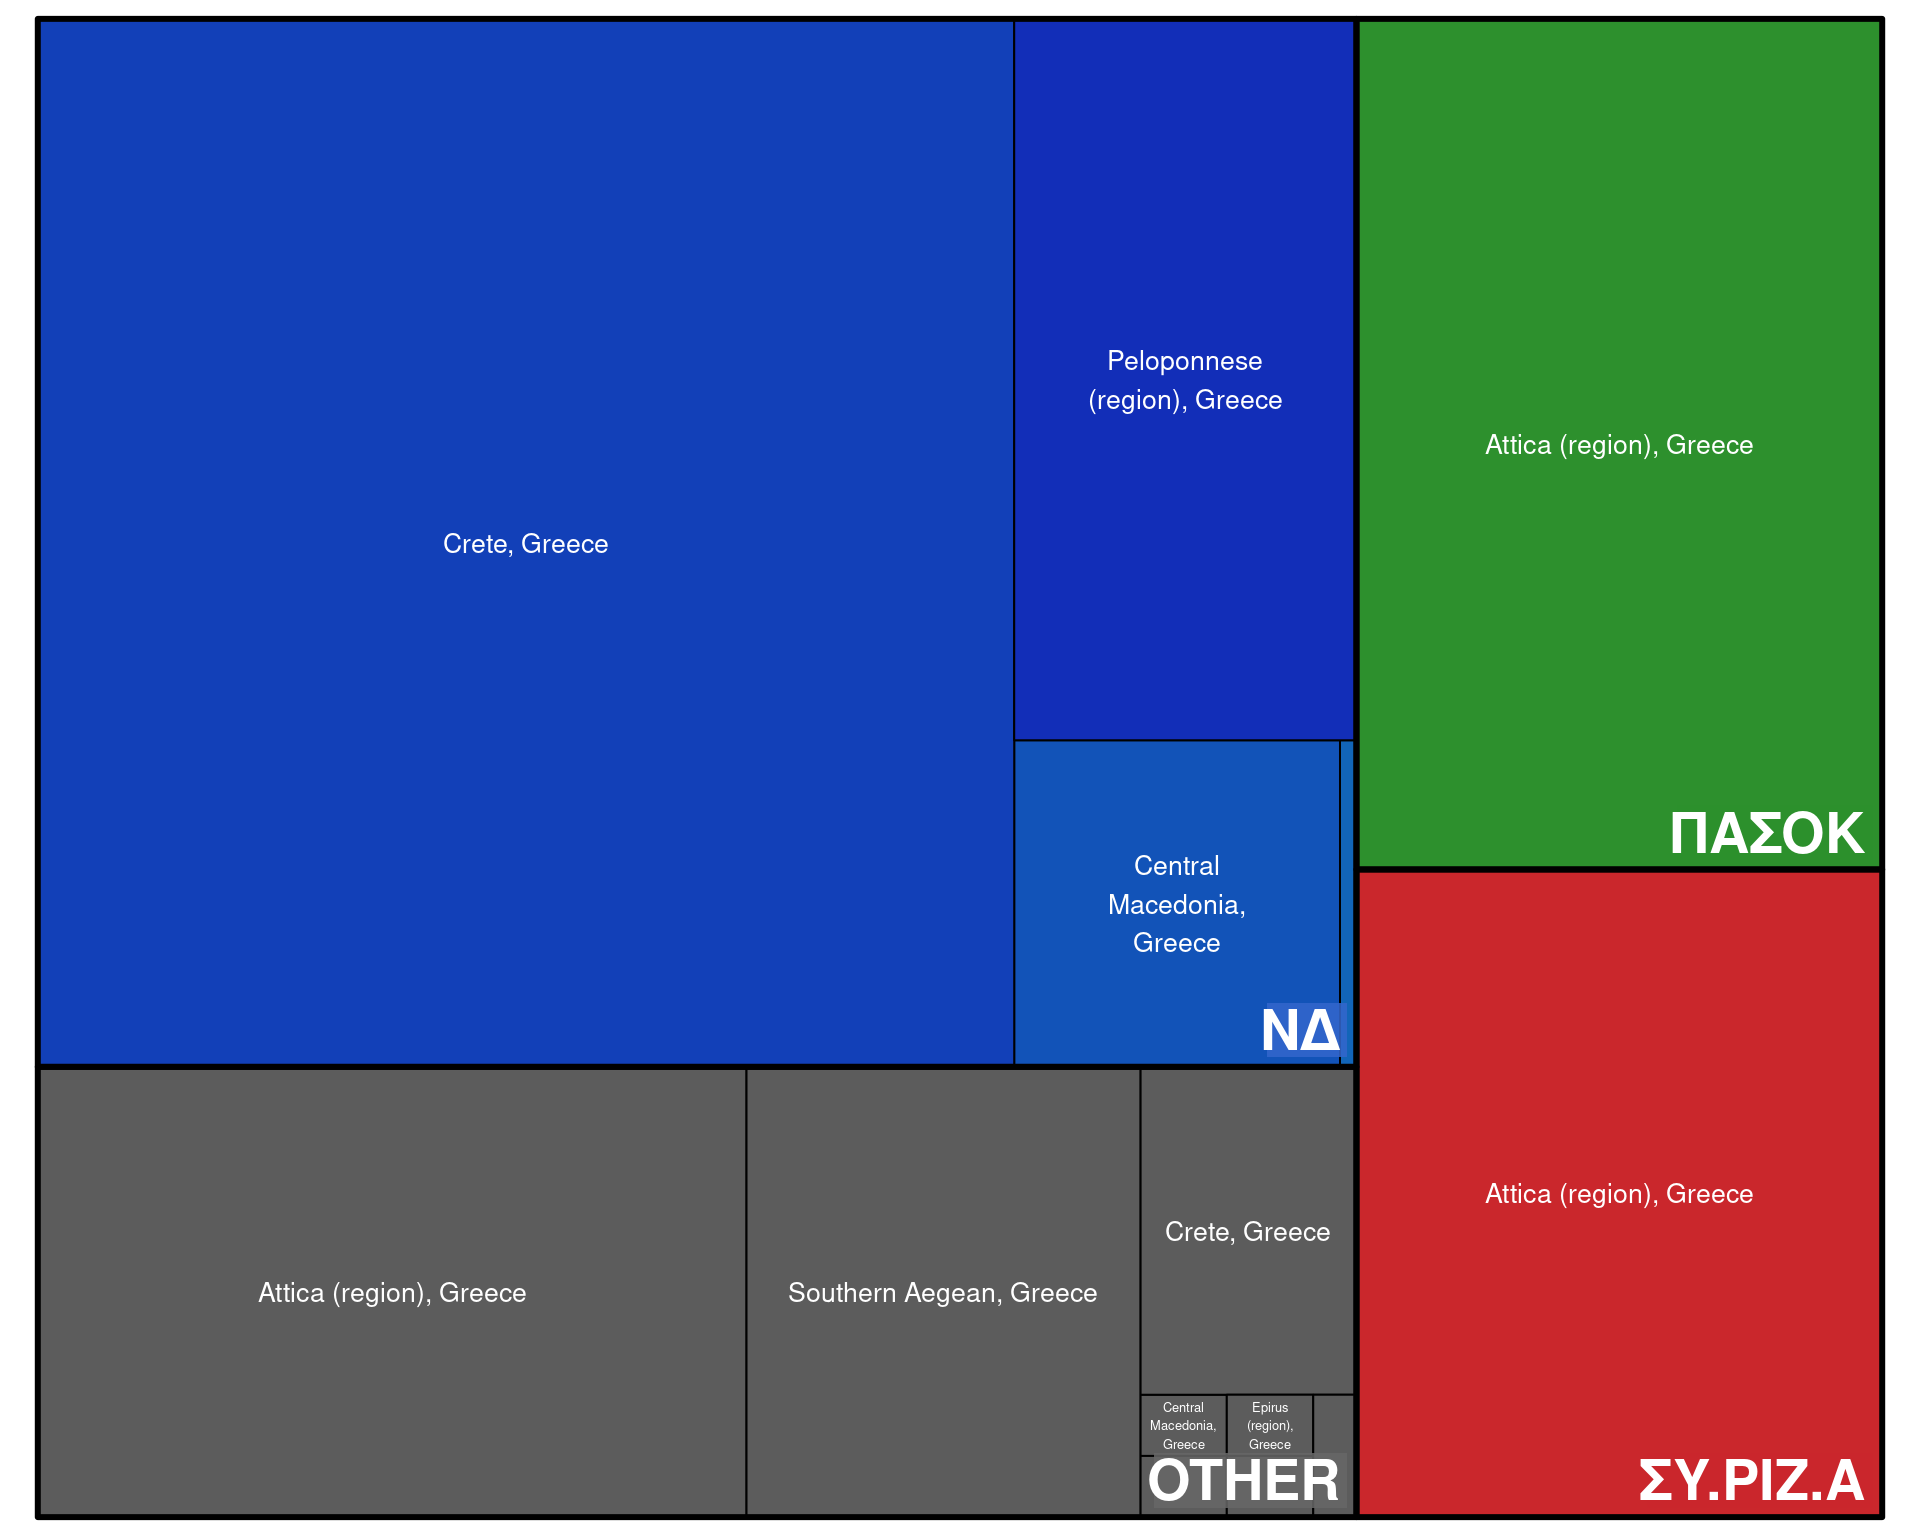 Crete, Greece
Peloponnese
(region), Greece
Central
Macedonia,
Greece
ΝΔ
Attica (region), Greece
ΠΑΣΟΚ
Attica (region), Greece
ΣΥ.ΡΙΖ.Α
Attica (region), Greece
Southern Aegean, Greece
Crete, Greece
Central
Macedonia,
Greece
Epirus
(region),
Greece
OTHER